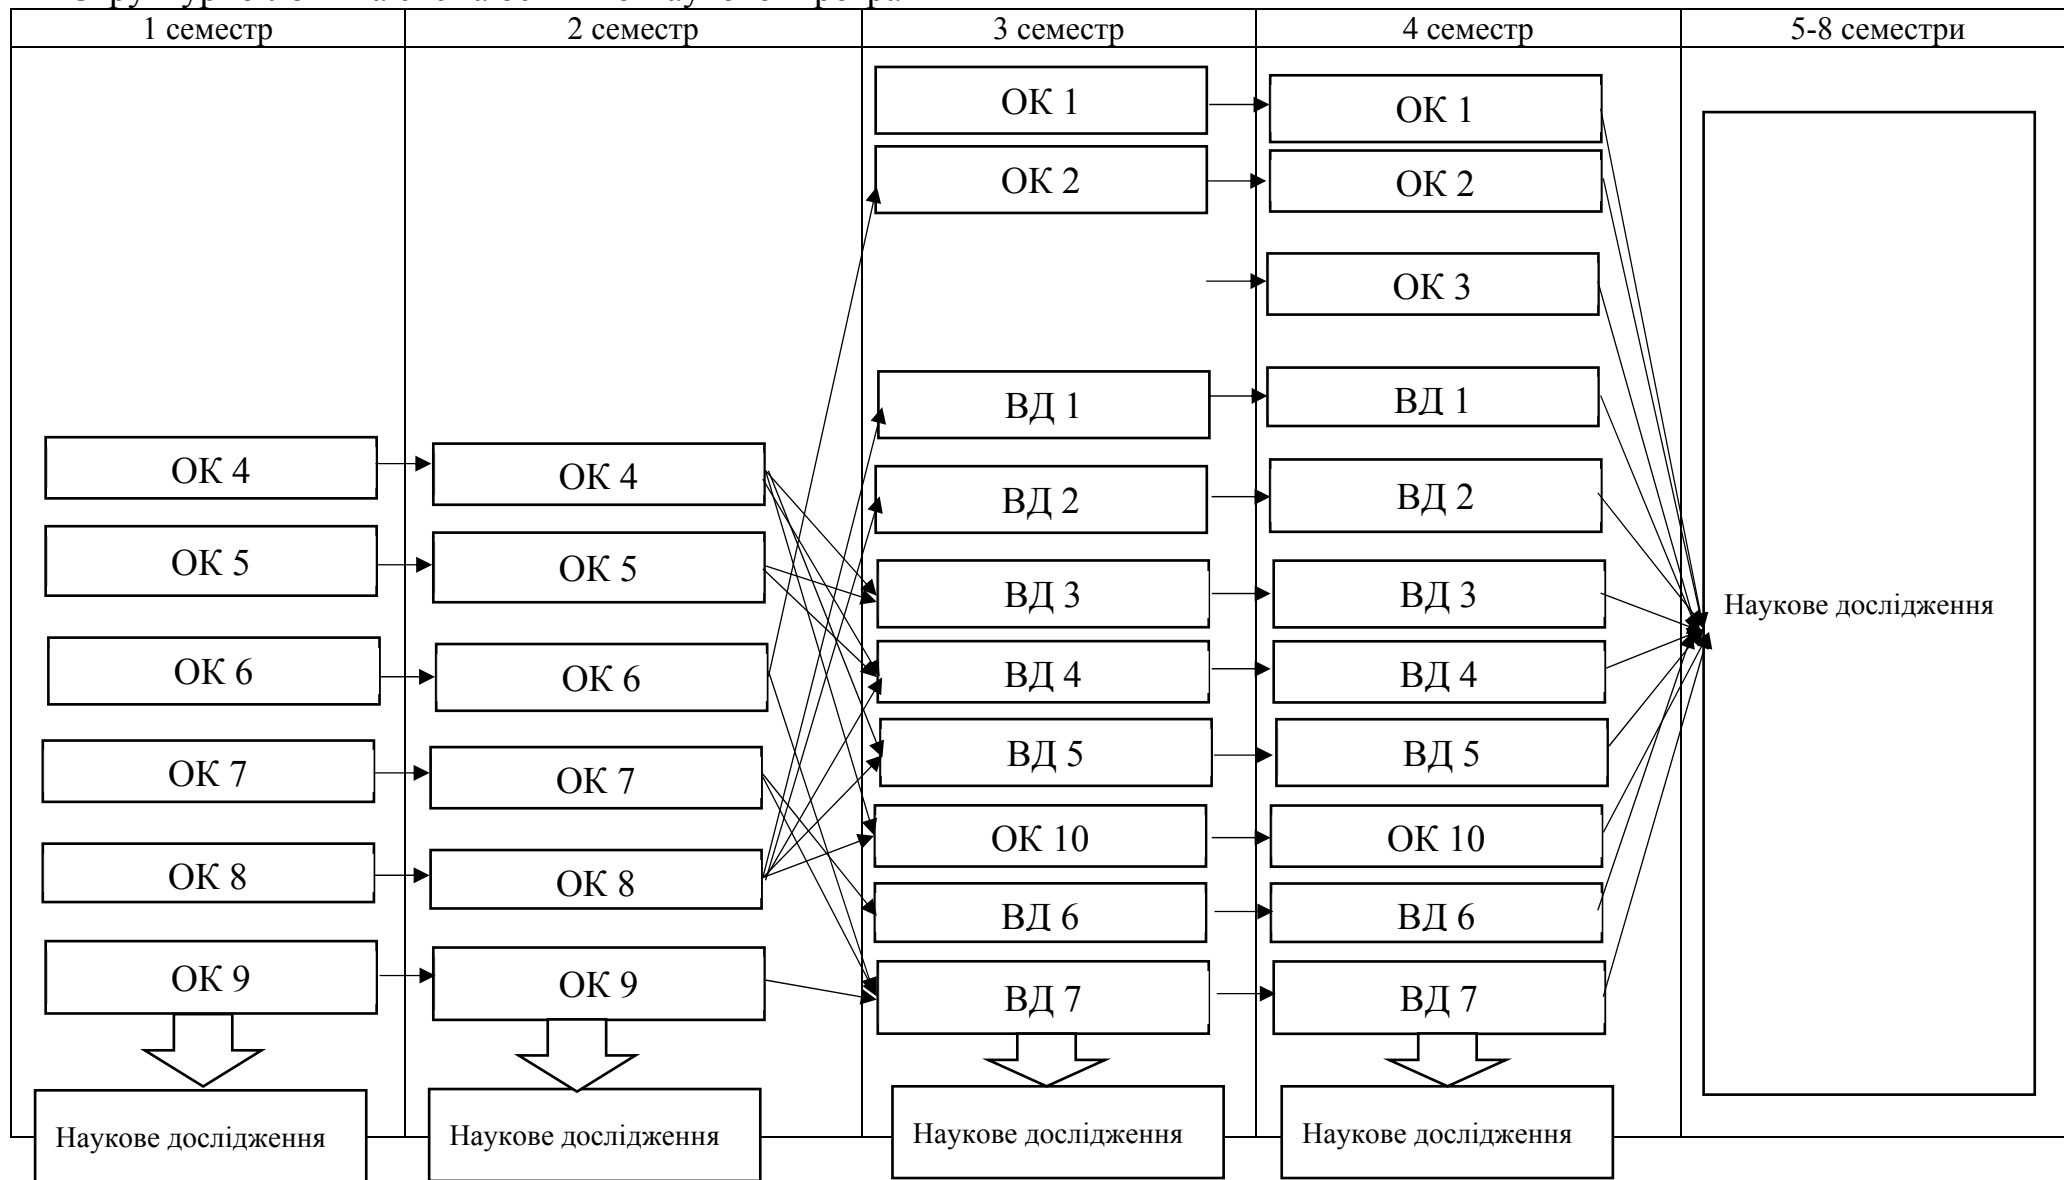 1 семестр
2 семестр
3 семестр
4 семестр
5-8 семестри
ОК 1
ОК 1
ОК 2
ОК 2
ОК 3
ВД 1
ВД 1
ОК 4
ОК 4
ВД 2
ВД 2
ОК 5
ОК 5
ВД 3
ВД 3
Наукове дослідження
ОК 6
ОК 6
ВД 4
ВД 4
ОК 7
ОК 7
ВД 5
ВД 5
ОК 8
ОК 8
ОК 10
ОК 10
ВД 6
ВД 6
ОК 9
ОК 9
ВД 7
ВД 7
Наукове дослідження
Наукове дослідження
Наукове дослідження
Наукове дослідження